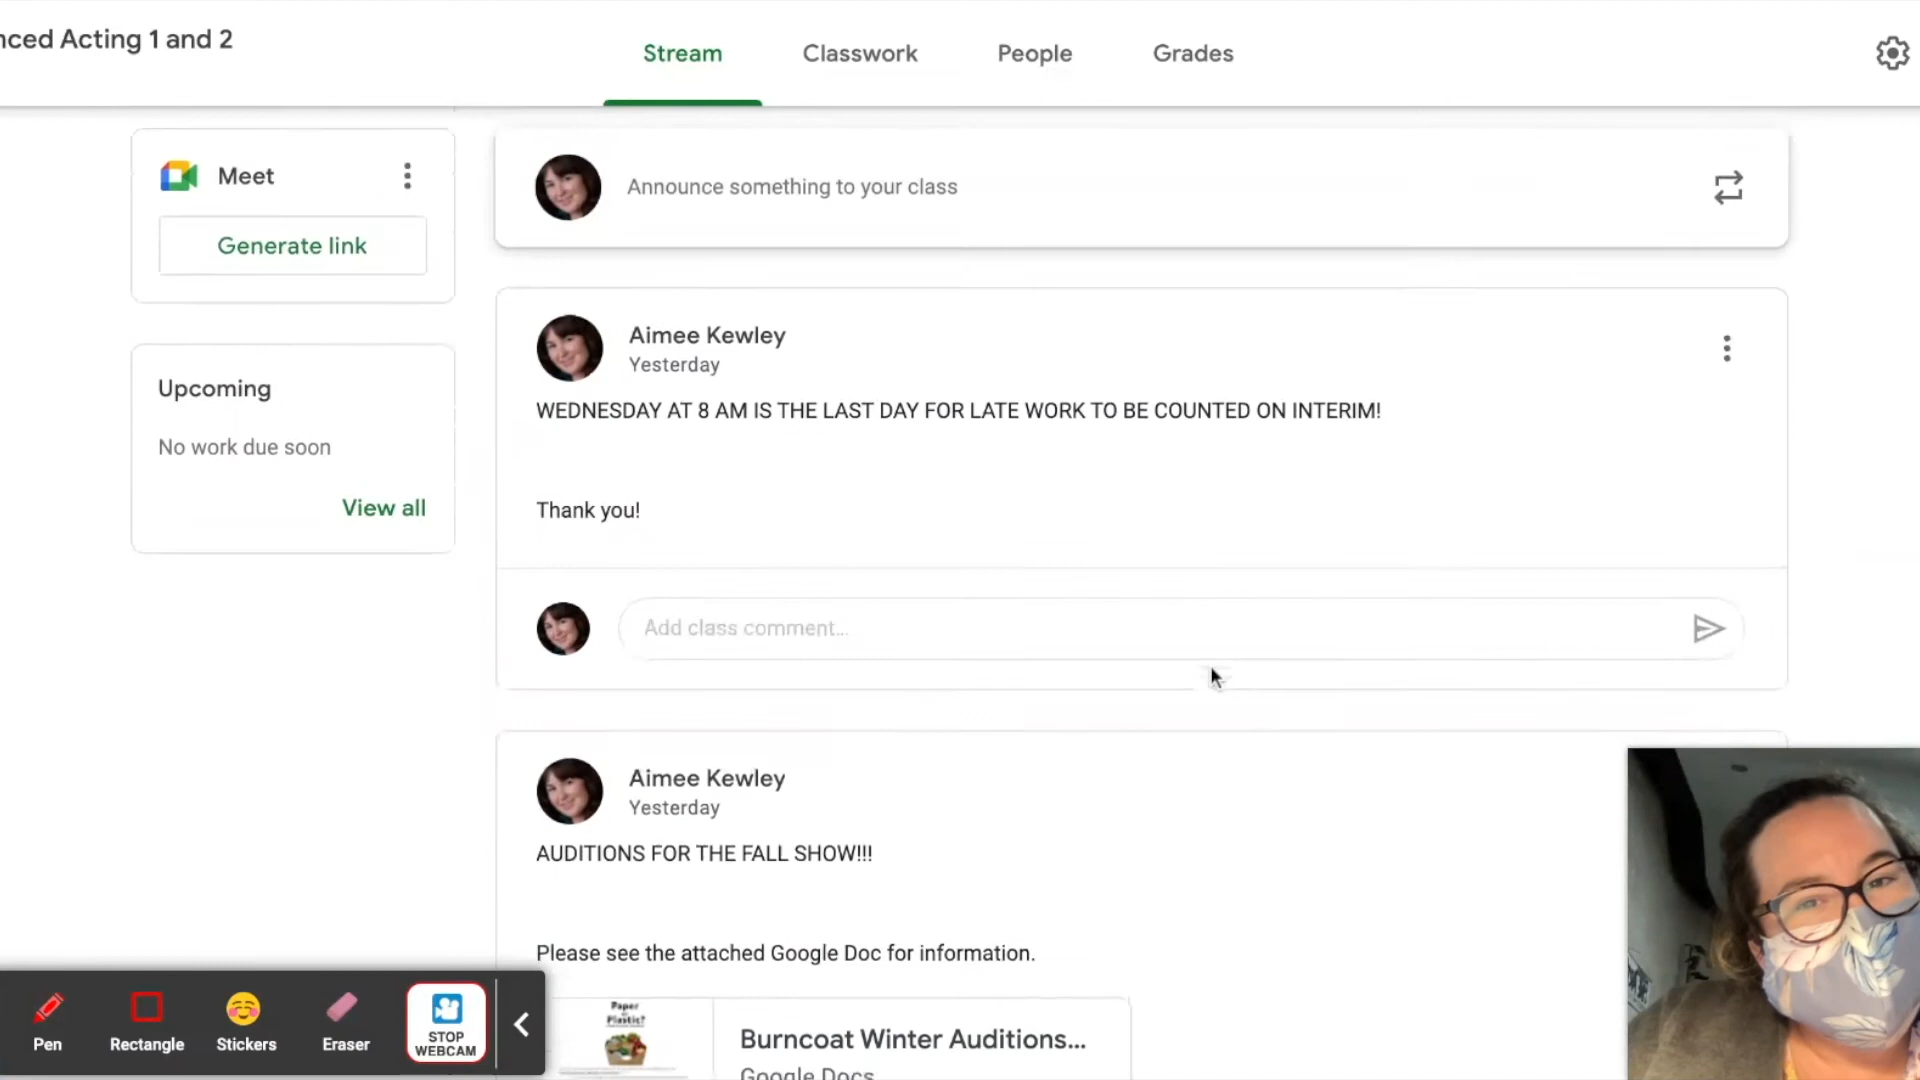 nced Acting 1 and 2
Stream
Classwork
People
Grades
Meet
Generate link
Upcoming
No work due soon
View all
Announce something to your class
Aimee Kewley
Yesterday
WEDNESDAY AT 8 AM IS THE LAST DAY FOR LATE WORK TO BE COUNTED ON INTERIM!
Thank you!
Add class comment...
Aimee Kewley
Yesterday
AUDITIONS FOR THE FALL SHOW!!!
Please see the attached Google Doc for information.
Paper
Plastic?
Burncoat Winter Auditions...
Google Docs
Pen
Rectangle
Stickers
Eraser
STOP
WEBCAM